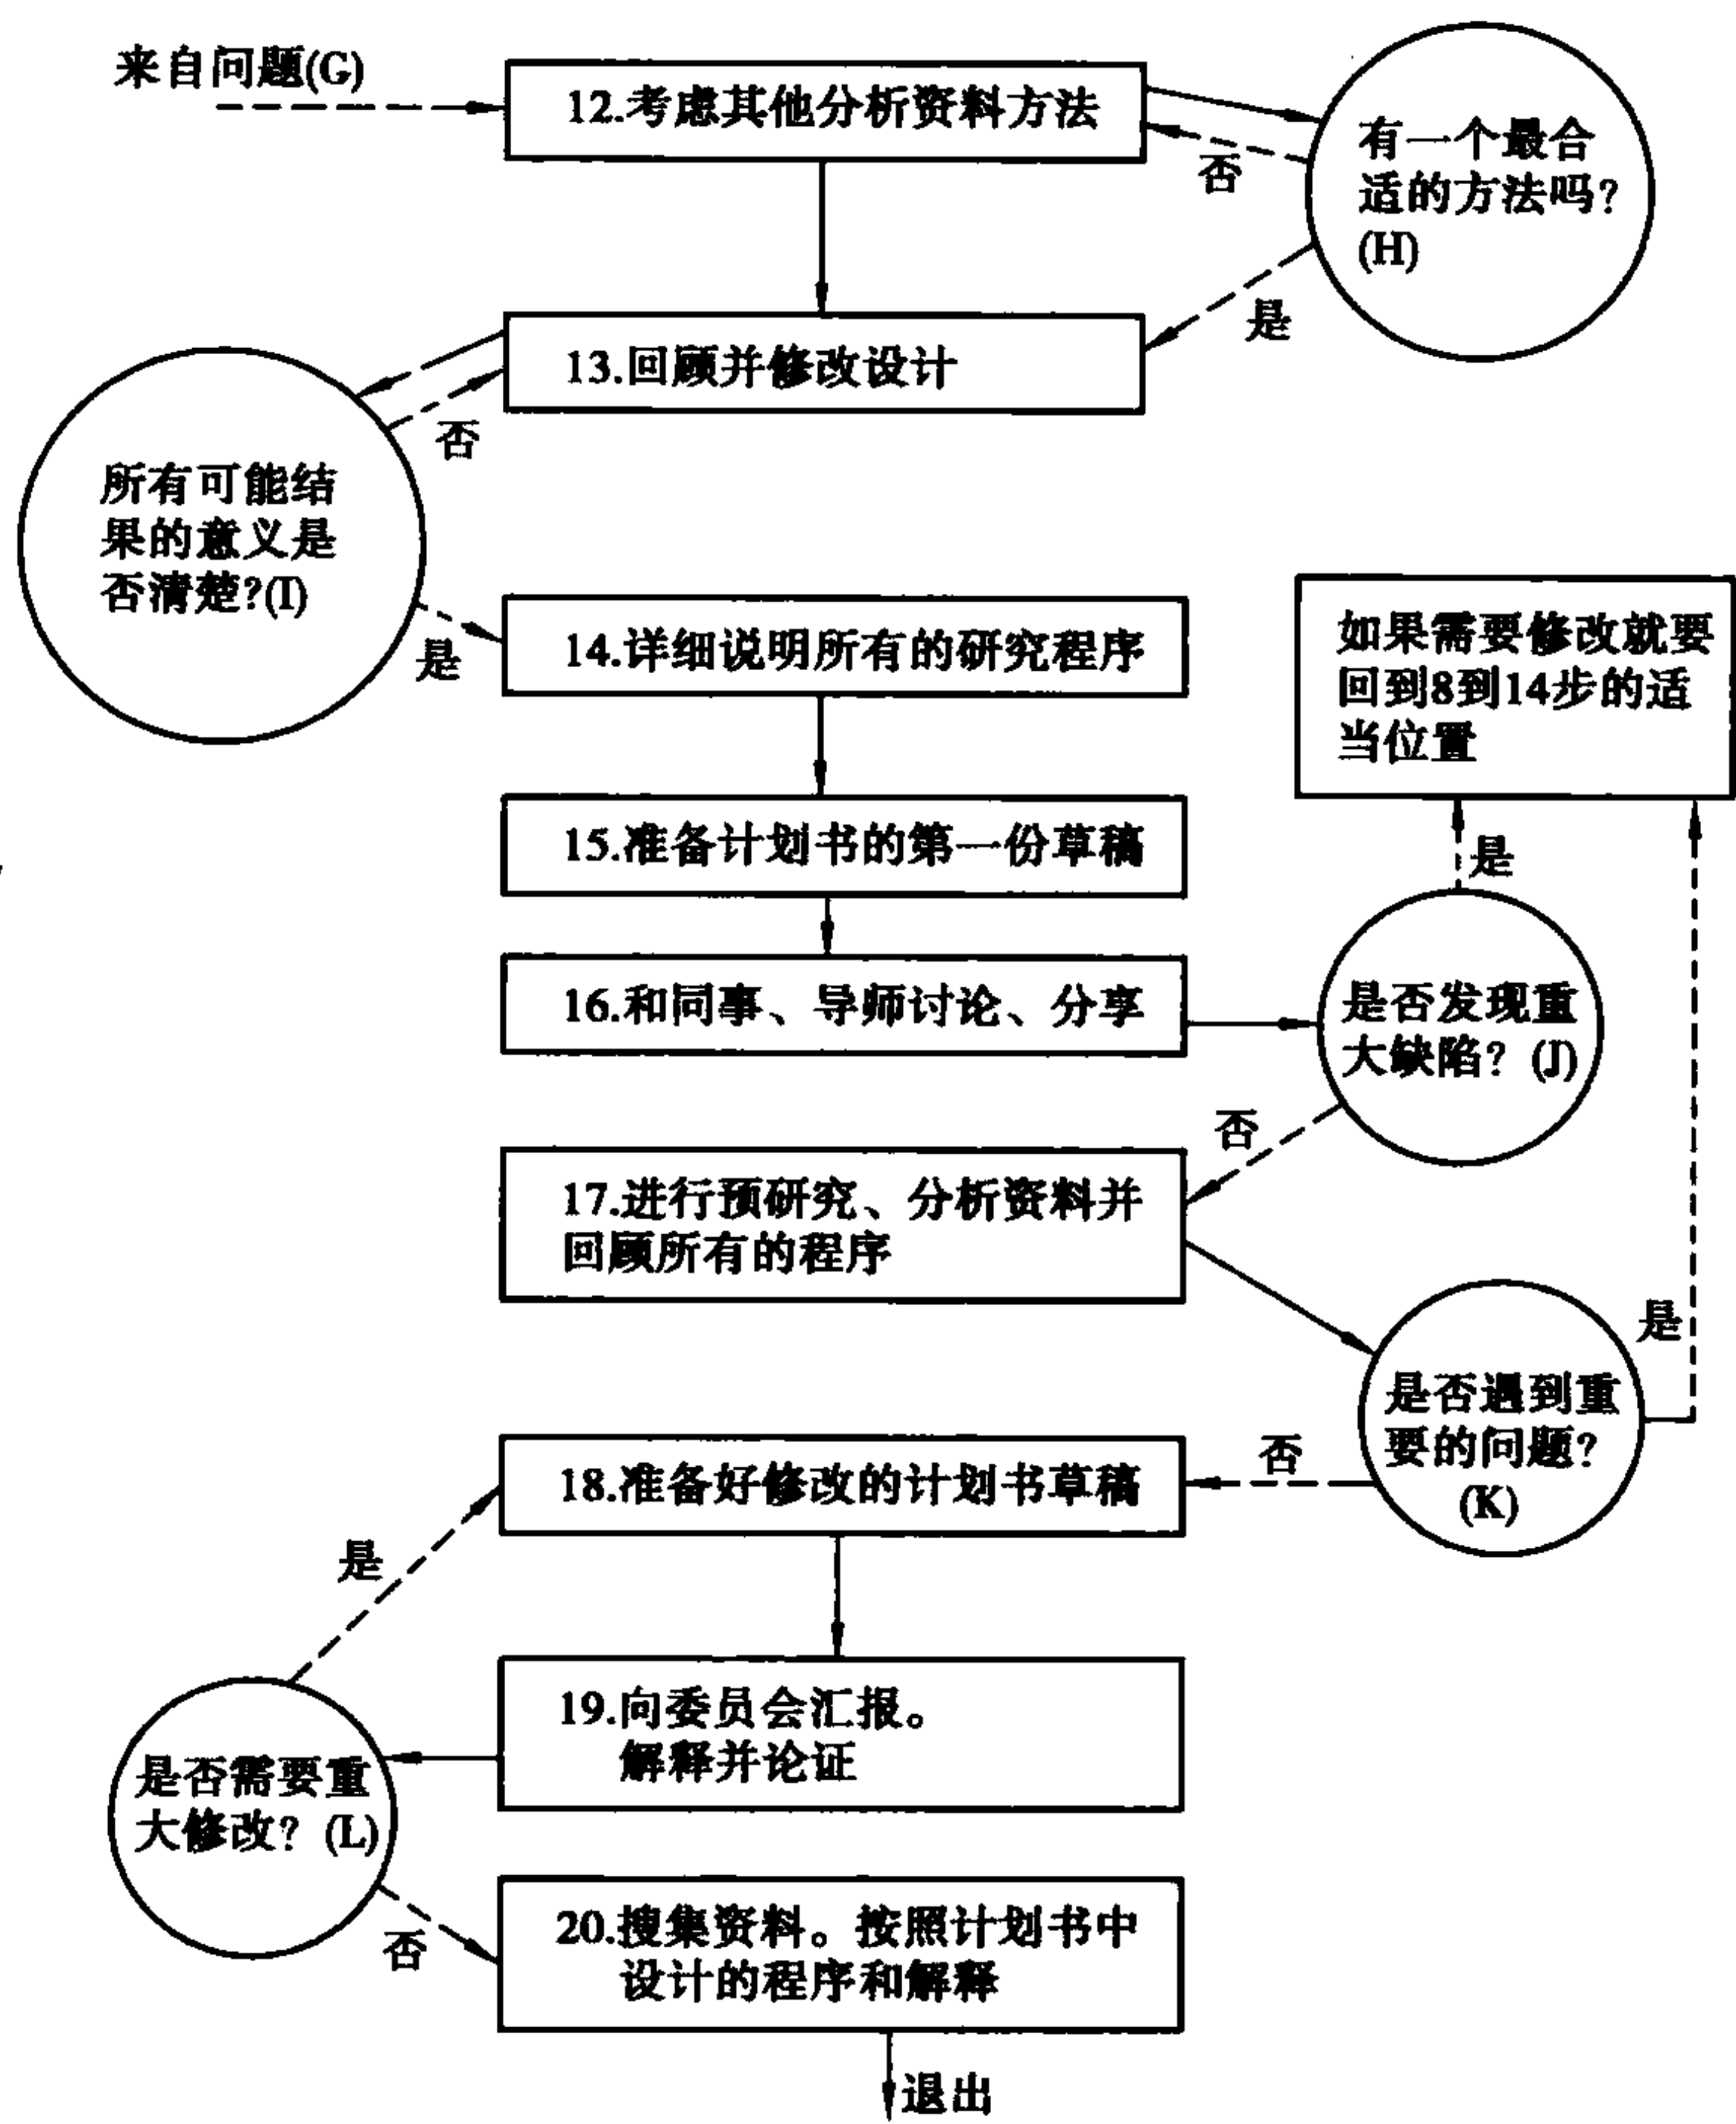 来自问题(G)
12.考虑其他分析资料方法
有一个最合
适的方法吗?
(H)
否
是
13.回顾并修改设计
否
所有可能结
果的意义是
否清楚?(I)
是
14.详细说明所有的研究程序
如果需要修改就要
回到8到14步的适
当位置
15.准备计划书的第一份草稿
是
16.和同事、导师讨论、分享
是否发现重
大缺陷? (J)
否
17.进行预研究、分析资料并
回顾所有的程序
是
是否遇到重
要的问题?
(K)
否
18.准备好修改的计划书草稿
是
19.向委员会汇报。
解释并论证
是否需要重
大修改? (L)
否
20.搜集资料。按照计划书中
设计的程序和解释
退出